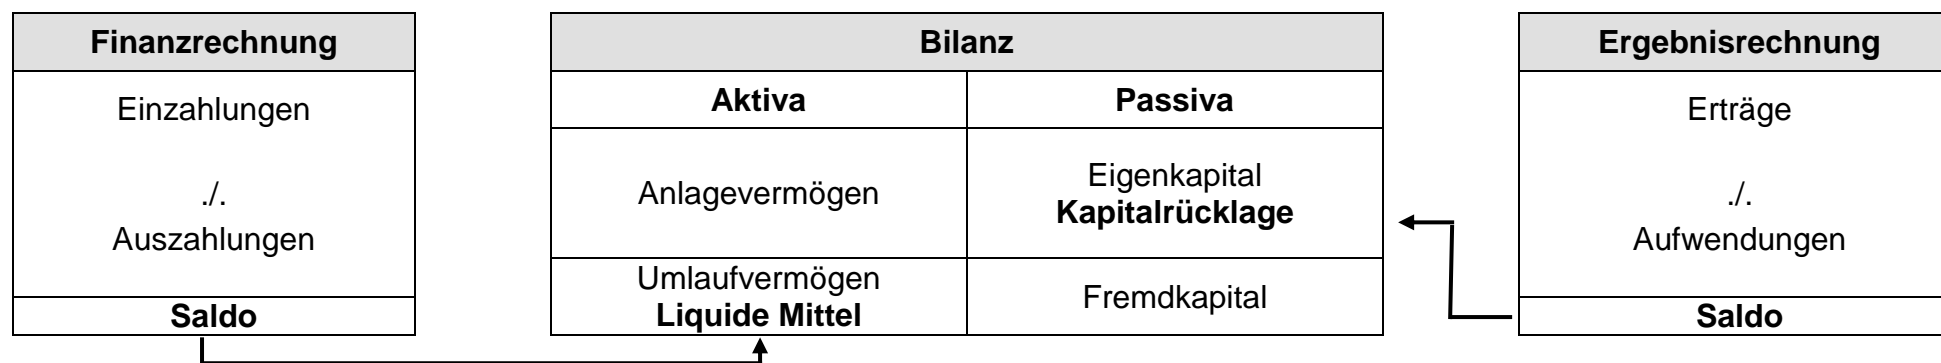 Finanzrechnung
Einzahlungen
./.
Auszahlungen
Saldo
Bilanz
Aktiva
Passiva
Anlagevermögen
Eigenkapital
Kapitalrücklage
Umlaufvermögen
Liquide Mittel
Fremdkapital
Ergebnisrechnung
Erträge
./.
Aufwendungen
Saldo